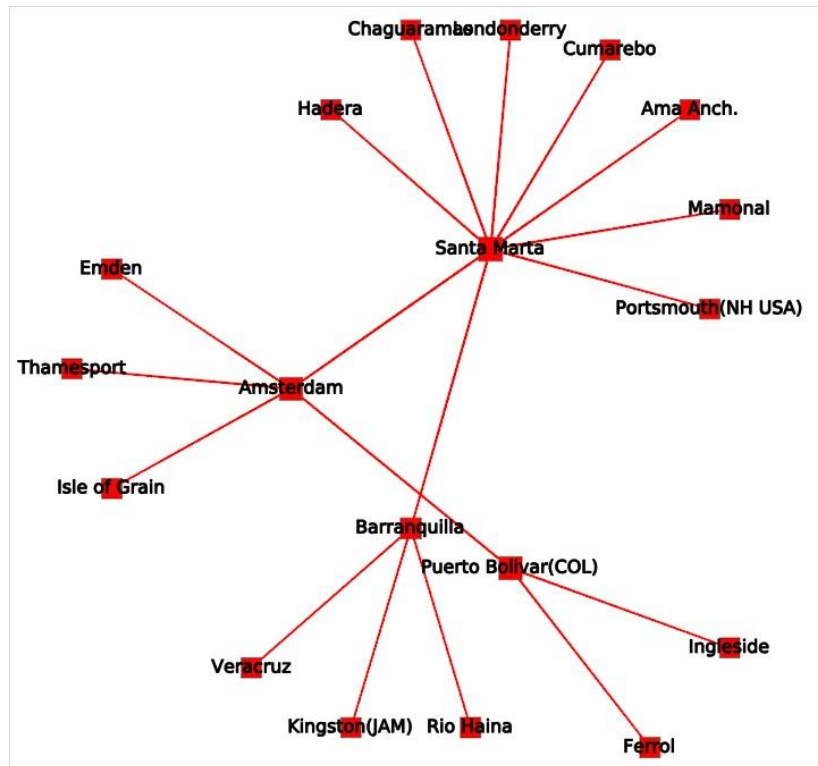 Chaguaramas
Londonderry
Cumarebo
Hadera
Ama Anch.
Mamonal
Santa Marta
Emden
Portsmouth(NH USA)
Thamesport
Amsterdam
Isle of Grain
Barranquilla
Puerto Bolivar(COL)
Ingleside
Veracruz
Kingston(JAM)
Rio Haina
Ferrol